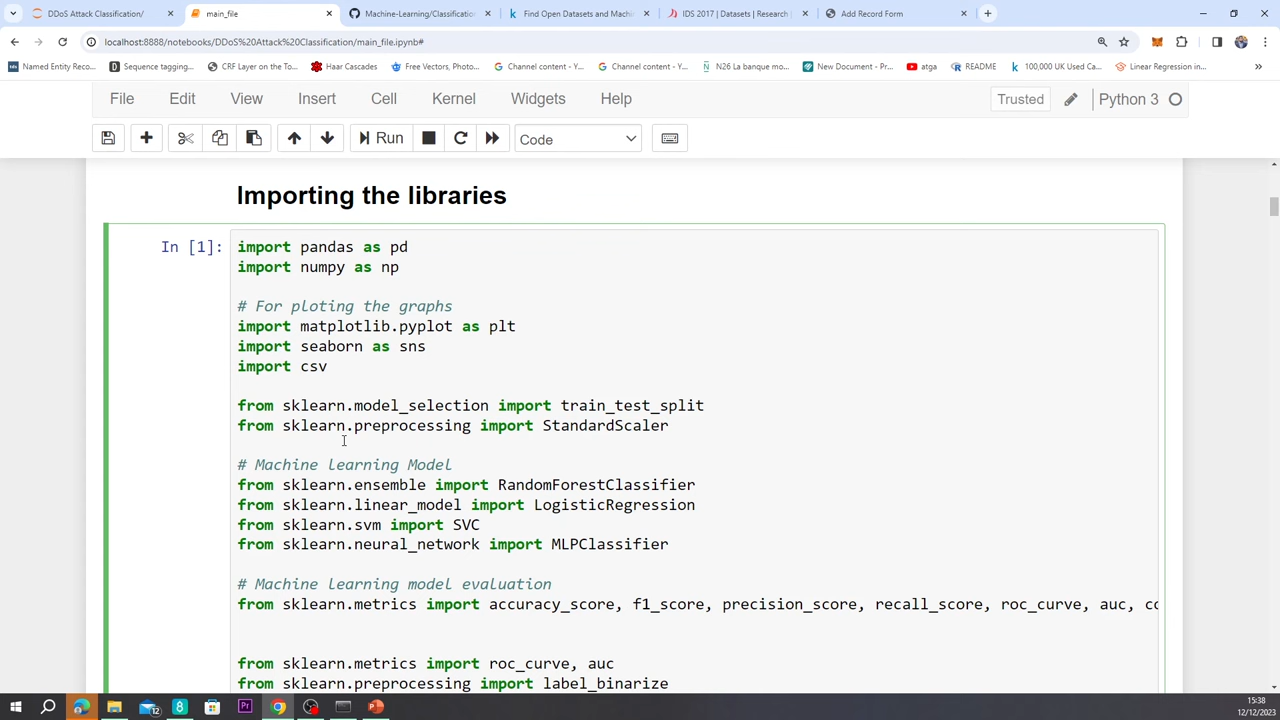 DDoS Attack Classification/
main_file
Machine-Learning/Classification
Find Open Datasets and Machin
IDS 2017 | Datasets | Research
Add Record Form
localhost:8888/notebooks/DDoS%20Attack%20Classification/main_file.ipynb#
Named Entity Reco...
Sequence tagging...
CRF Layer on the To...
Haar Cascades
Free Vectors, Photo...
Channel content - Y...
Channel content - Y...
N26 La banque mo...
New Document - Pr...
atga
README
100,000 UK Used Ca...
Linear Regression in...
File Edit View Insert Cell Kernel Widgets Help
Trusted
Python 3
Run
Code
Importing the libraries
In [1]:
import pandas as pd
import numpy as np
# For ploting the graphs
import matplotlib.pyplot as plt
import seaborn as sns
import csv
from sklearn.model_selection import train_test_split
from sklearn.preprocessing import StandardScaler
# Machine learning Model
from sklearn.ensemble import RandomForestClassifier
from sklearn.linear_model import LogisticRegression
from sklearn.svm import SVC
from sklearn.neural_network import MLPClassifier
# Machine learning model evaluation
from sklearn.metrics import accuracy_score, f1_score, precision_score, recall_score, roc_curve, auc, co
from sklearn.metrics import roc_curve, auc
from sklearn.preprocessing import label_binarize
15:38
12/12/2023